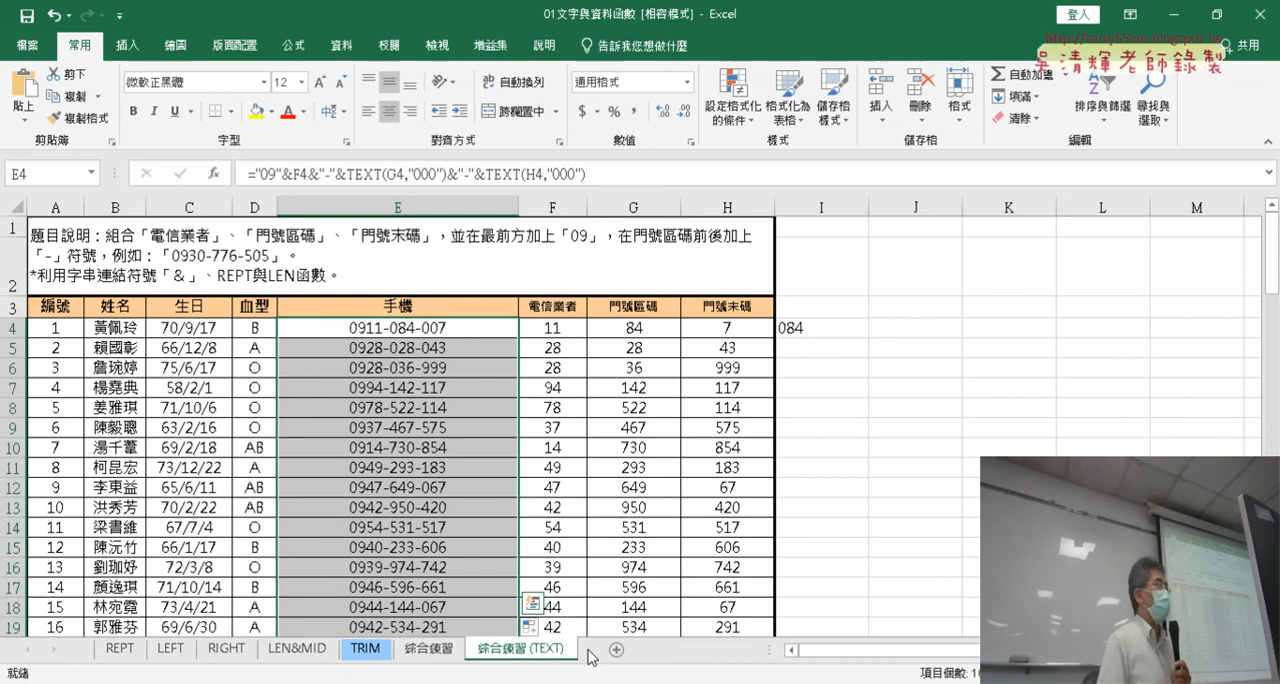 01文字與資料函數 [相容模式] - Excel
登入
http://terry55wu.blogspot.tw
吳清輝老師錄製
檔案 常用 插入 繪圖 版面配置 公式 資料 校閱 檢視 增益集 說明 告訴我您想做什麼 共用
貼上 剪下 複製 複製格式 剪貼簿
微軟正黑體 12 B I U A 中 字型
ab 自動換列 跨欄置中 對齊方式
通用格式 $ % , 數值
設定格式化的條件 格式化為表格 儲存格樣式 樣式
插入 刪除 格式 儲存格
Σ 自動加總 填滿 清除 排序與篩選 尋找與選取 編輯
E4 fx ="09"&F4&"-"&TEXT(G4,"000")&"-"&TEXT(H4,"000")
A B C D E F G H I J K L M
1 題目說明：組合「電信業者」、「門號區碼」、「門號末碼」，並在最前方加上「09」，在門號區碼前後加上
「-」符號，例如：「0930-776-505」。
2 *利用字串連結符號「&」、REPT與LEN函數。
3 編號 姓名 生日 血型 手機 電信業者 門號區碼 門號末碼
4 1 黃佩玲 70/9/17 B 0911-084-007 11 84 7 084
5 2 賴國彰 66/12/8 A 0928-028-043 28 28 43
6 3 詹琬婷 75/6/17 O 0928-036-999 28 36 999
7 4 楊堯典 58/2/1 O 0994-142-117 94 142 117
8 5 姜雅琪 71/10/6 O 0978-522-114 78 522 114
9 6 陳毅聰 63/2/16 O 0937-467-575 37 467 575
10 7 湯千葦 69/2/18 AB 0914-730-854 14 730 854
11 8 柯昆宏 73/12/22 A 0949-293-183 49 293 183
12 9 李東益 65/6/11 AB 0947-649-067 47 649 67
13 10 洪秀芳 70/2/22 AB 0942-950-420 42 950 420
14 11 梁書維 67/7/4 O 0954-531-517 54 531 517
15 12 陳沅竹 66/1/17 B 0940-233-606 40 233 606
16 13 劉珈妤 72/3/8 O 0939-974-742 39 974 742
17 14 顏逸琪 71/10/14 B 0946-596-661 46 596 661
18 15 林宛霓 73/4/21 A 0944-144-067 44 144 67
19 16 郭雅芬 69/6/30 A 0942-534-291 42 534 291
REPT LEFT RIGHT LEN&MID TRIM 綜合練習 綜合練習 (TEXT)
就緒 項目個數: